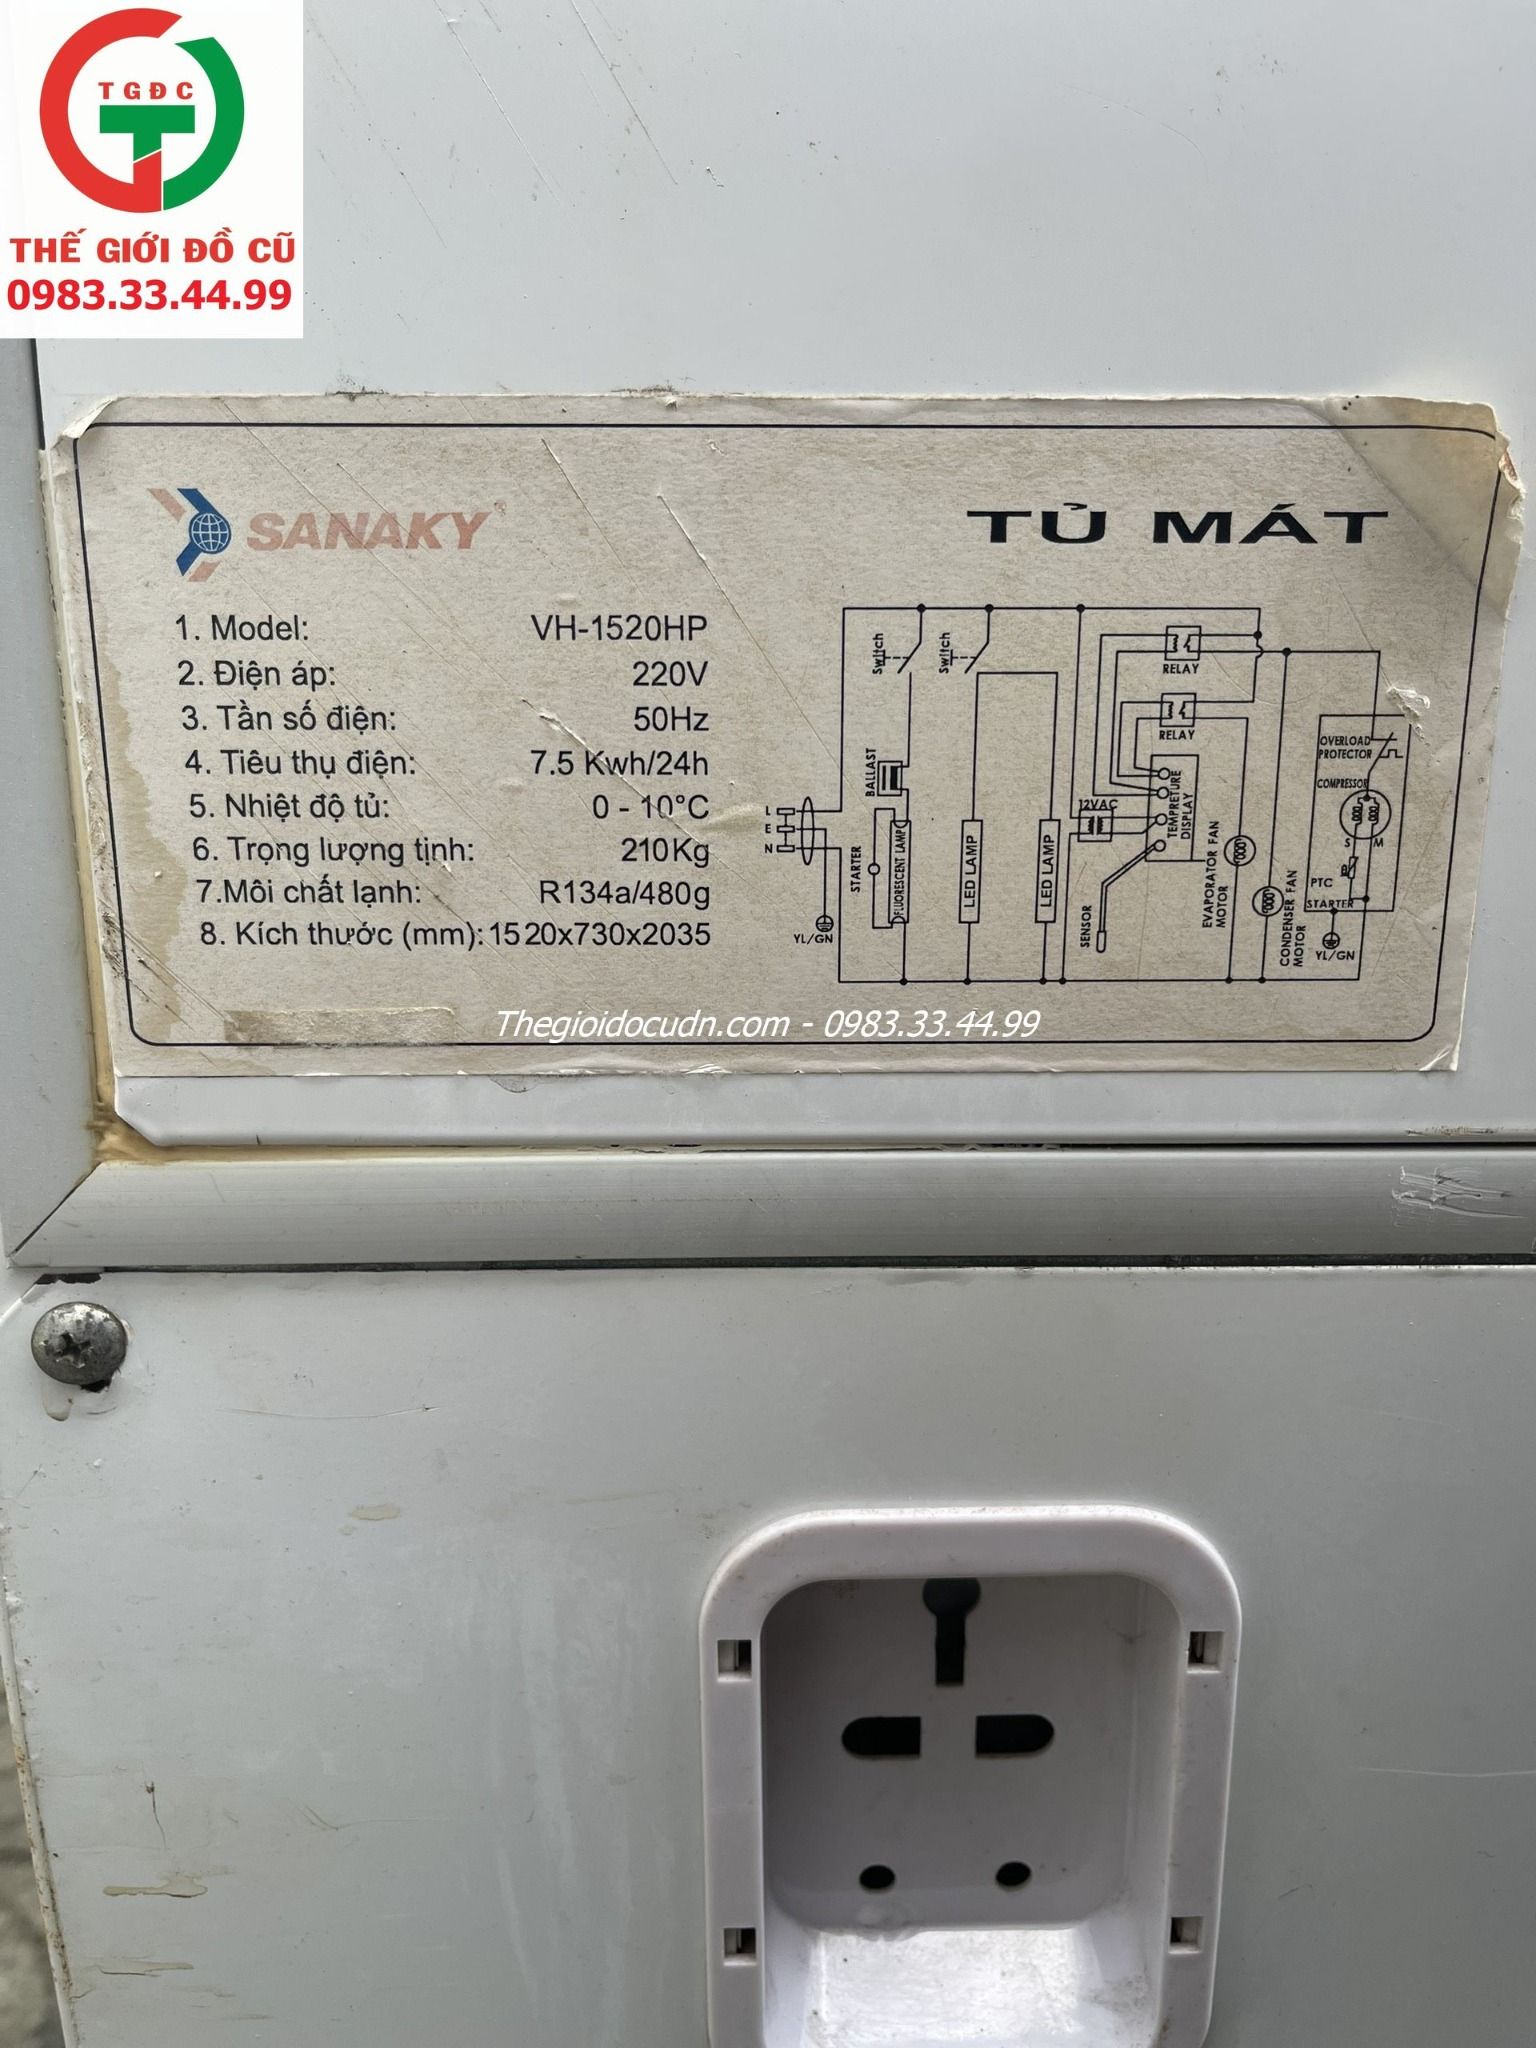 TGĐC
THẾ GIỚI ĐỒ CŨ
0983.33.44.99
SANAKY
TỦ MÁT
1. Model: VH-1520HP
2. Điện áp: 220V
3. Tần số điện: 50Hz
4. Tiêu thụ điện: 7.5 Kwh/24h
5. Nhiệt độ tủ: 0 - 10°C
6. Trọng lượng tịnh: 210Kg
7.Môi chất lạnh: R134a/480g
8. Kích thước (mm): 1520x730x2035
Switch
Switch
RELAY
RELAY
BALLAST
STARTER
FLUORESCENT LAMP
LED LAMP
LED LAMP
12VAC
TEMPRETURE
DISPLAY
SENSOR
EVAPORATOR FAN
MOTOR
CONDENSER FAN
MOTOR
OVERLOAD
PROTECTOR
COMPRESSOR
S M
PTC
STARTER
YL/GN
L
E
N
YL/GN
Thegioidocudn.com - 0983.33.44.99